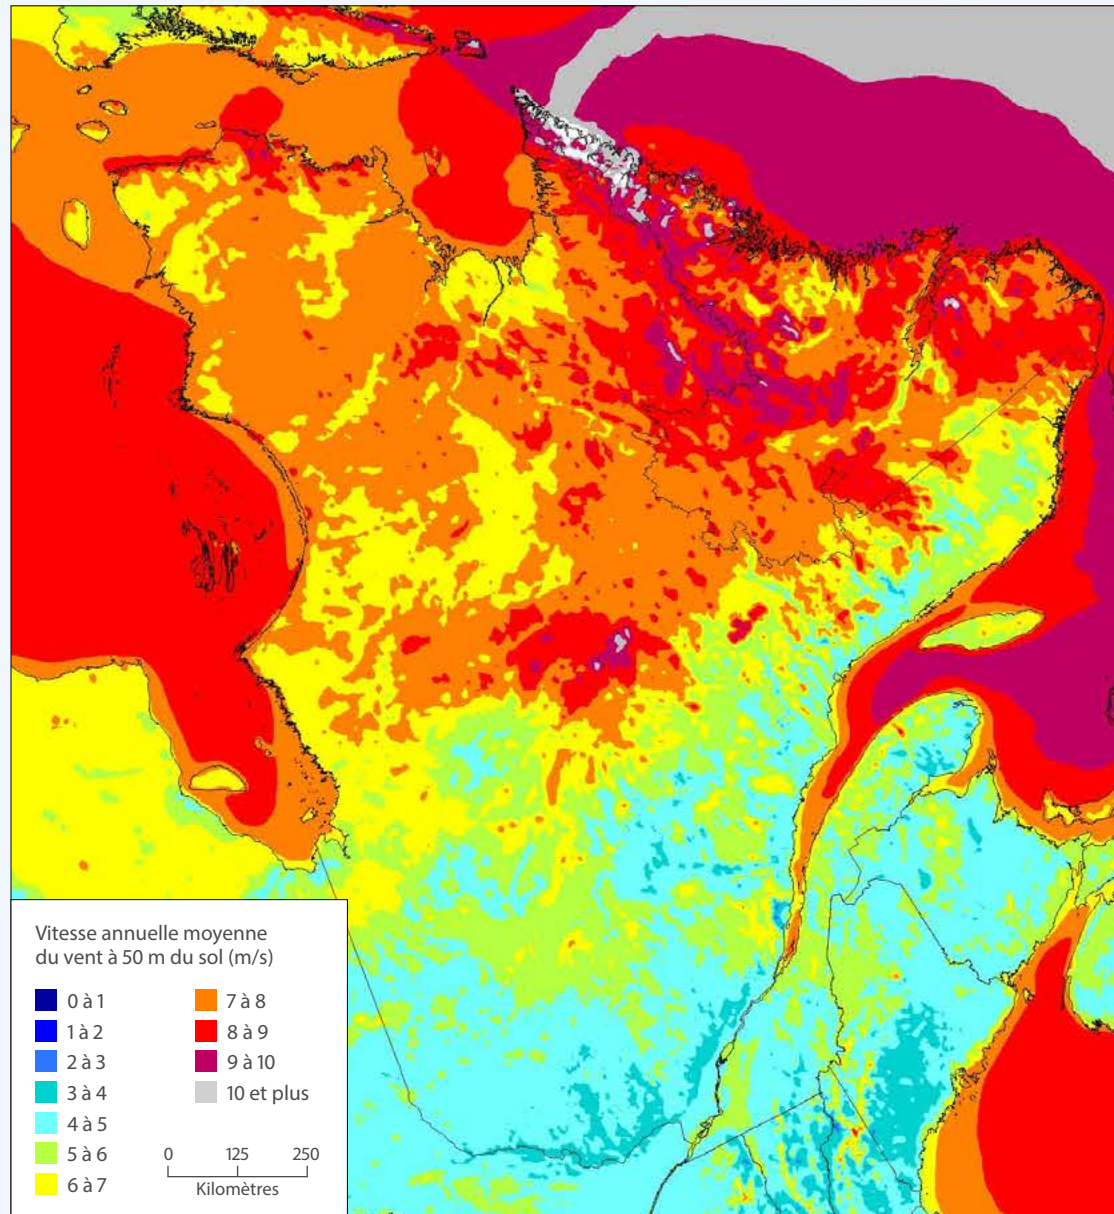 Vitesse annuelle moyenne
du vent à 50 m du sol (m/s)
0 à 1
1 à 2
2 à 3
3 à 4
4 à 5
5 à 6
6 à 7
7 à 8
8 à 9
9 à 10
10 et plus
0 125 250
Kilomètres